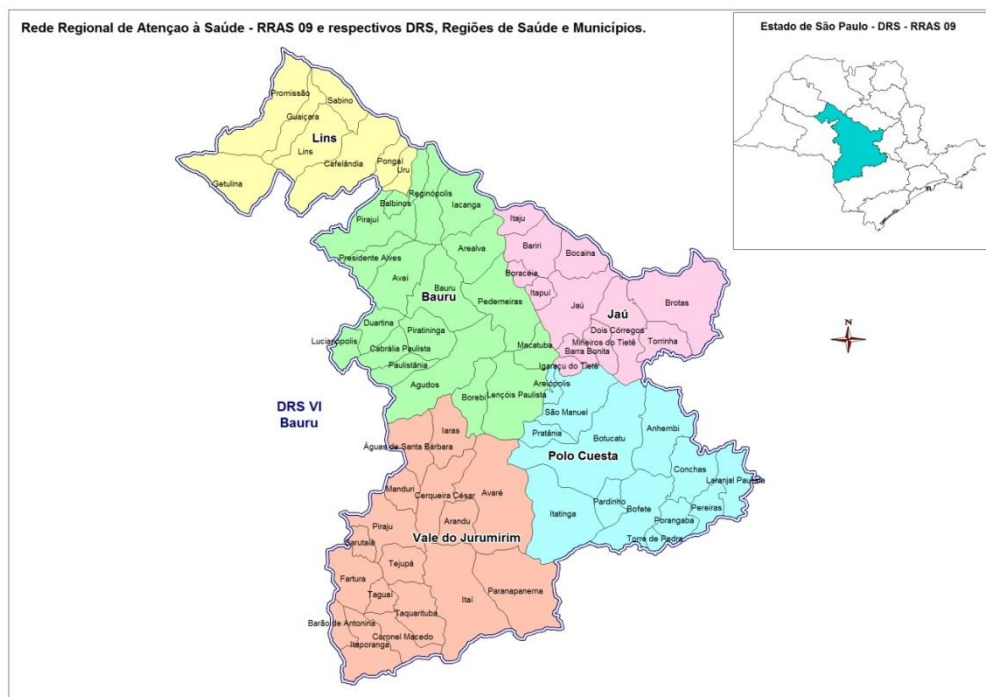 Rede Regional de Atençao à Saúde - RRAS 09 e respectivos DRS, Regiões de Saúde e Municípios.
Estado de São Paulo - DRS - RRAS 09
Promissão
Sabino
Guaiçara
Lins
Lins
Cafelândia
Pongaí
Uru
Getulina
Reginópolis
Balbinos
Iacanga
Pirajuí
Itaju
Arealva
Bariri
Bocaina
Presidente Alves
Avaí
Boracéia
Bauru
Bauru
Itapuí
Jaú
Brotas
Pederneiras
Jaú
Duartina
Piratininga
Dois Córregos
Lucianópolis
Macatuba
Mineiros do Tietê
Torrinha
Cabrália Paulista
Barra Bonita
Paulistânia
Igaraçu do Tietê
Agudos
Areiópolis
Borebi
Lençóis Paulista
DRS VI
Bauru
São Manuel
Iaras
Pratânia
Botucatu
Anhembi
Águas de Santa Bárbara
Polo Cuesta
Conchas
Laranjal Paulista
Manduri
Cerqueira César
Avaré
Itatinga
Pardinho
Bofete
Pereiras
Arandu
Porangaba
Piraju
Vale do Jurumirim
Torre de Pedra
Sarutaiá
Tejupá
Fartura
Taguaí
Itaí
Paranapanema
Taquarituba
Barão de Antonina
Coronel Macedo
Itaporanga
N